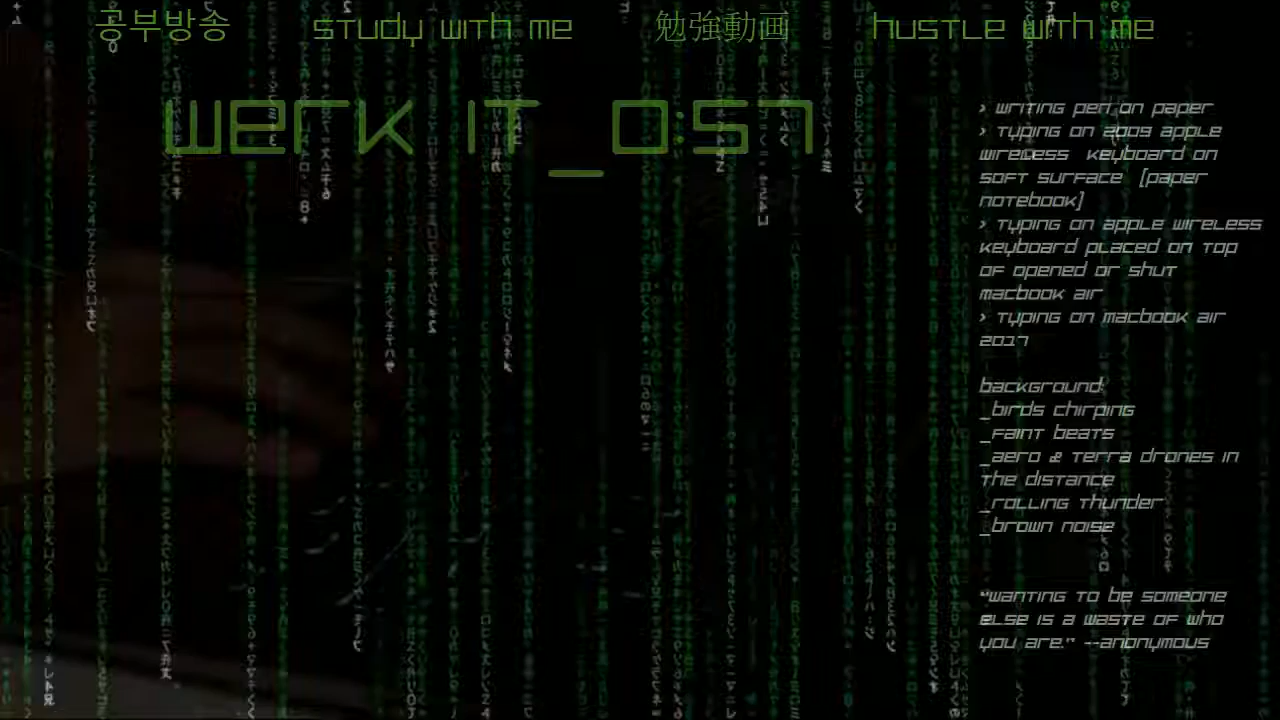 공부방송 study with me 勉強動画 hustle with me
werk it_ 0:57
> writing pen on paper
> typing on 2009 apple
wireless keyboard on
soft surface [paper
notebook]
> typing on apple wireless
keyboard placed on top
of opened or shut
macbook air
> typing on macbook air
2017
background:
_birds chirping
_faint beats
_aero & terra drones in
the distance
_rolling thunder
_brown noise
"wanting to be someone
else is a waste of who
you are." --anonymous